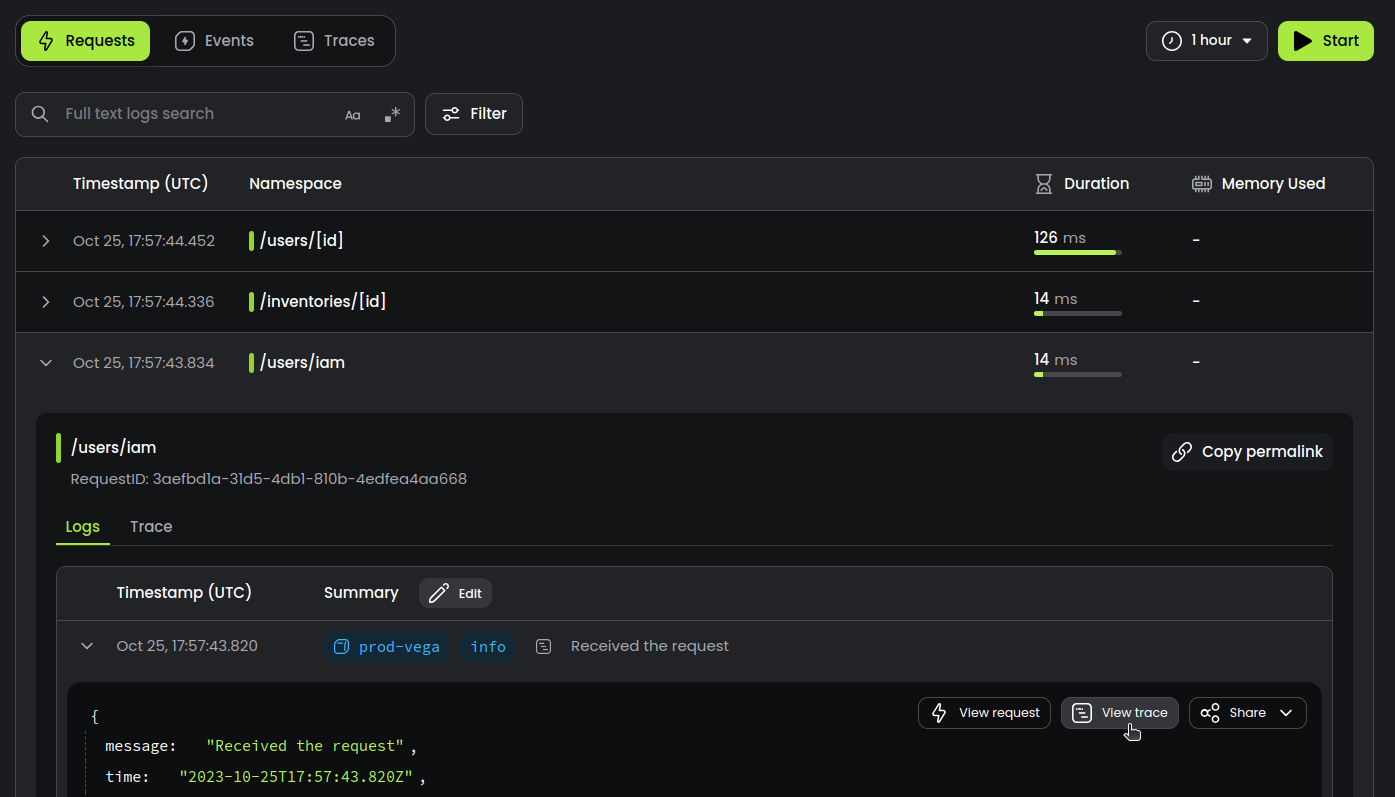 Requests Events Traces 1 hour Start
Full text logs search Aa .* Filter
Timestamp (UTC) Namespace Duration Memory Used
Oct 25, 17:57:44.452 /users/[id] 126 ms -
Oct 25, 17:57:44.336 /inventories/[id] 14 ms -
Oct 25, 17:57:43.834 /users/iam 14 ms -
/users/iam Copy permalink
RequestID: 3aefbd1a-31d5-4db1-810b-4edfea4aa668
Logs Trace
Timestamp (UTC) Summary Edit
Oct 25, 17:57:43.820 prod-vega info Received the request
View request View trace Share
{
message: "Received the request" ,
time: "2023-10-25T17:57:43.820Z" ,